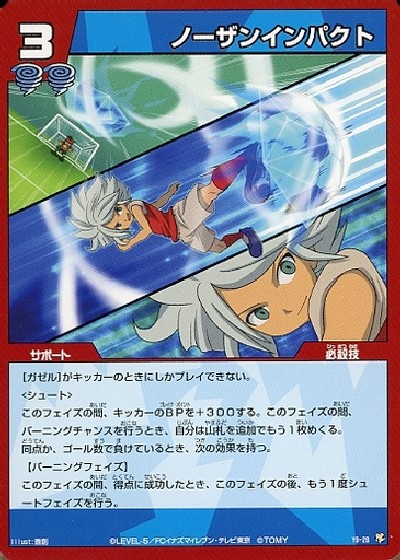 3
ノーザンインパクト
サポート
必殺技
[ガゼル]がキッカーのときにしかプレイできない。
<シュート>
このフェイズの間、キッカーのBPを+300する。このフェイズの間、
バーニングチャンスを行うとき、自分は山札を追加でもう1枚めくる。
同点か、ゴール数で負けているとき、次の効果を持つ。
【バーニングフェイズ】
このフェイズの間、得点に成功したとき、このフェイズの後、もう1度シュ
ートフェイズを行う。
©LEVEL-5/FCイナズマイレブン・テレビ東京 ©TOMY